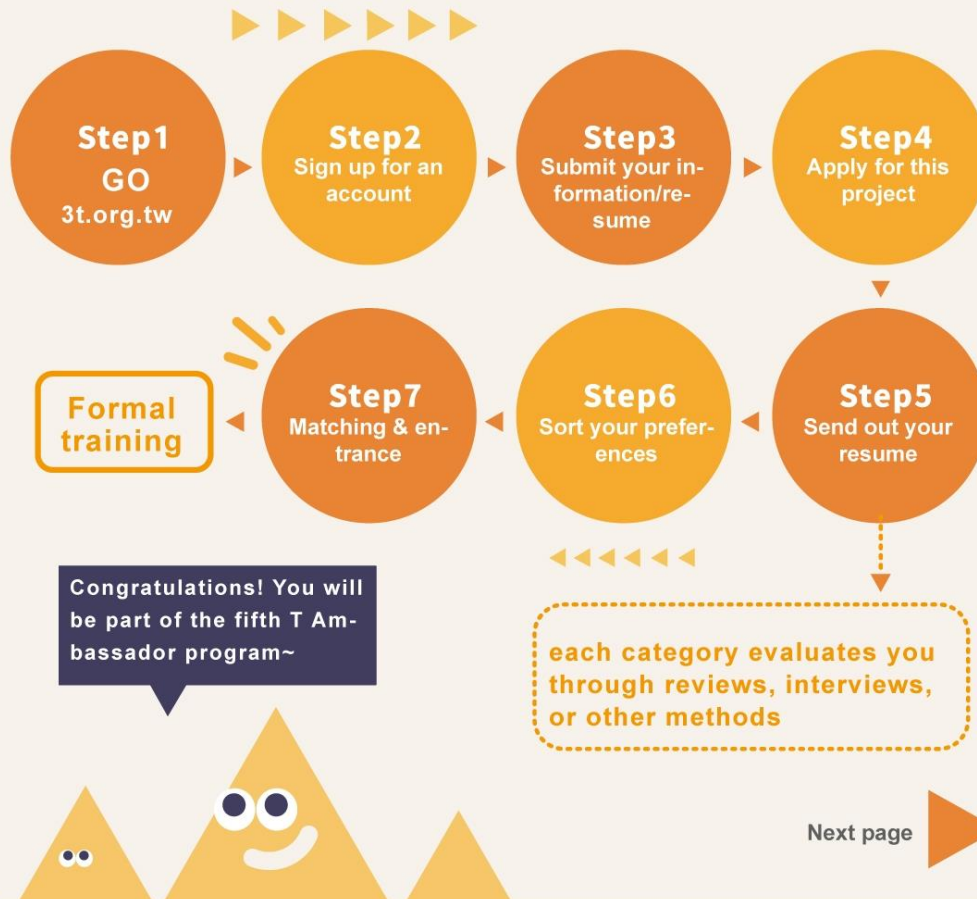 Step1
GO
3t.org.tw
Step2
Sign up for an
account
Step3
Submit your in-
formation/re-
sume
Step4
Apply for this
project
Step5
Send out your
resume
Step6
Sort your prefer-
ences
Step7
Matching & en-
trance
Formal
training
each category evaluates you
through reviews, interviews,
or other methods
Congratulations! You will
be part of the fifth T Am-
bassador program~
Next page